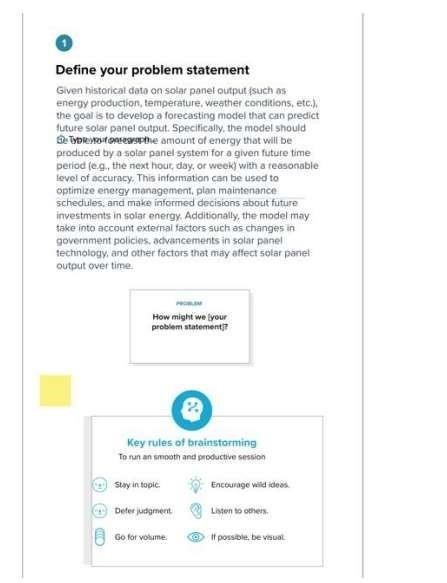 1
Define your problem statement
Given historical data on solar panel output (such as
energy production, temperature, weather conditions, etc.),
the goal is to develop a forecasting model that can predict
future solar panel output. Specifically, the model should
be able to forecast the amount of energy that will be
Type your paragraph...
produced by a solar panel system for a given future time
period (e.g., the next hour, day, or week) with a reasonable
level of accuracy. This information can be used to
optimize energy management, plan maintenance
schedules, and make informed decisions about future
investments in solar energy. Additionally, the model may
take into account external factors such as changes in
government policies, advancements in solar panel
technology, and other factors that may affect solar panel
output over time.
PROBLEM
How might we [your
problem statement]?
Key rules of brainstorming
To run an smooth and productive session
Stay in topic.
Encourage wild ideas.
Defer judgment.
Listen to others.
Go for volume.
If possible, be visual.